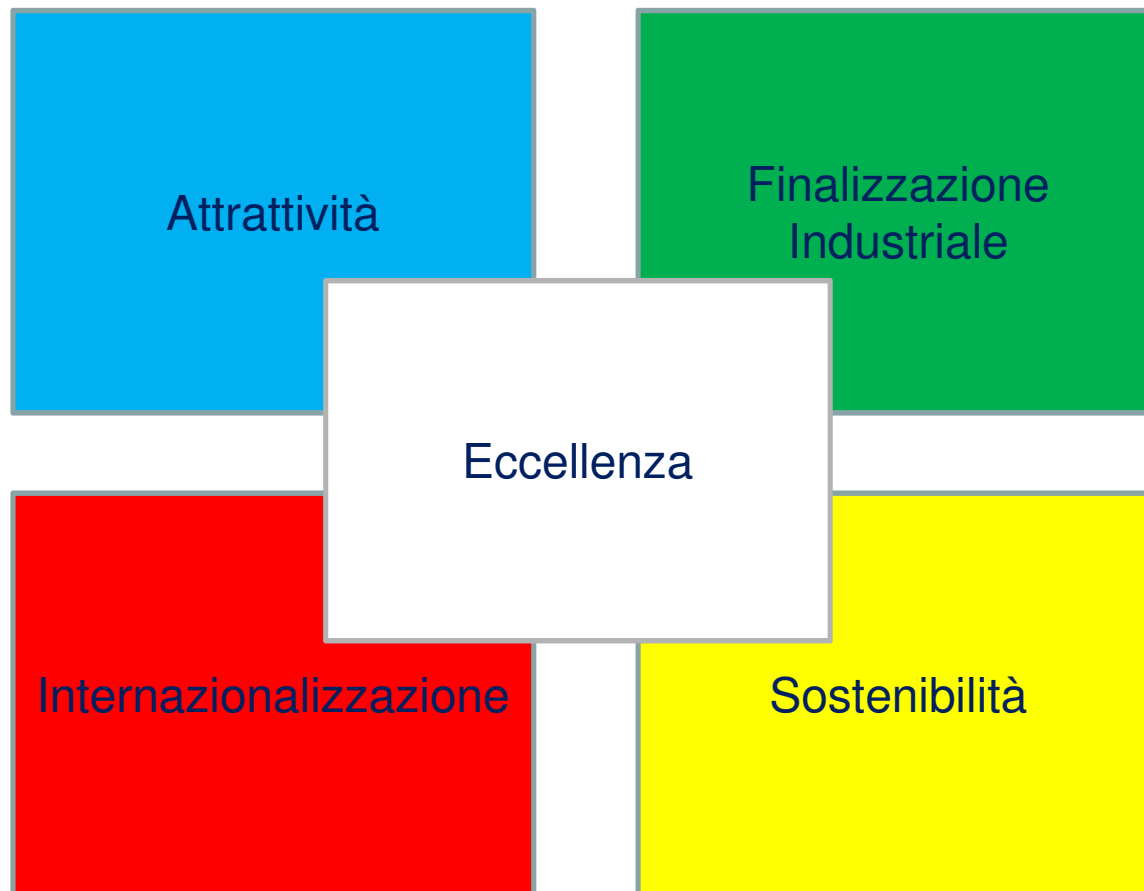 Attrattività
Finalizzazione
Industriale
Eccellenza
Internazionalizzazione
Sostenibilità